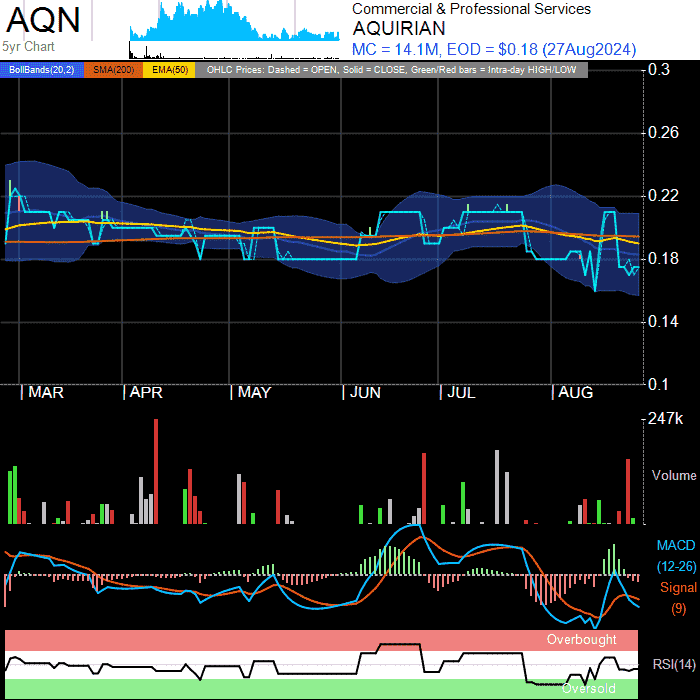 AQN
5yr Chart
Commercial & Professional Services
AQUIRIAN
MC = 14.1M, EOD = $0.18 (27Aug2024)
BollBands(20,2) SMA(200) EMA(50) OHLC Prices: Dashed = OPEN, Solid = CLOSE, Green/Red bars = Intra-day HIGH/LOW
0.3
0.26
0.22
0.18
0.14
0.1
MAR APR MAY JUN JUL AUG
247k
Volume
MACD
(12-26)
Signal
(9)
Overbought
RSI(14)
Oversold